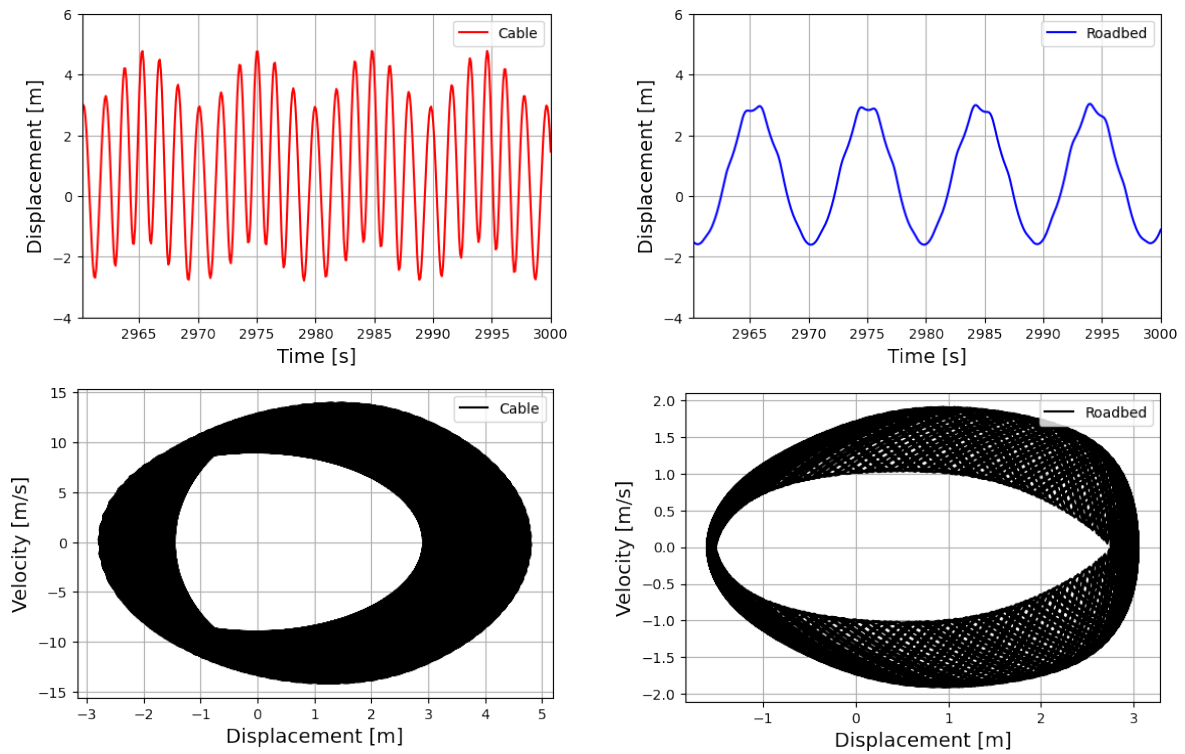 6
4
2
0
−2
−4
Displacement [m]
Cable
2965 2970 2975 2980 2985 2990 2995 3000
Time [s]
6
4
2
0
−2
−4
Displacement [m]
Roadbed
2965 2970 2975 2980 2985 2990 2995 3000
Time [s]
15
10
5
0
−5
−10
−15
Velocity [m/s]
Cable
−3 −2 −1 0 1 2 3 4 5
Displacement [m]
2.0
1.5
1.0
0.5
0.0
−0.5
−1.0
−1.5
−2.0
Velocity [m/s]
Roadbed
−1 0 1 2 3
Displacement [m]